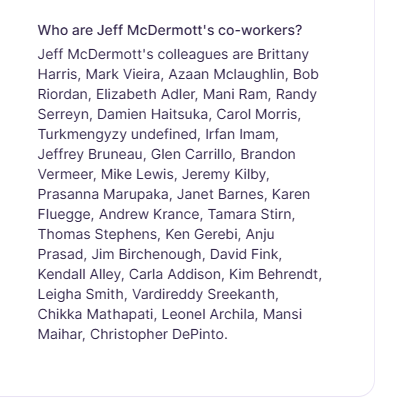 Who are Jeff McDermott's co-workers?
Jeff McDermott's colleagues are Brittany
Harris, Mark Vieira, Azaan Mclaughlin, Bob
Riordan, Elizabeth Adler, Mani Ram, Randy
Serreyn, Damien Haitsuka, Carol Morris,
Turkmengyzy undefined, Irfan Imam,
Jeffrey Bruneau, Glen Carrillo, Brandon
Vermeer, Mike Lewis, Jeremy Kilby,
Prasanna Marupaka, Janet Barnes, Karen
Fluegge, Andrew Krance, Tamara Stirn,
Thomas Stephens, Ken Gerebi, Anju
Prasad, Jim Birchenough, David Fink,
Kendall Alley, Carla Addison, Kim Behrendt,
Leigha Smith, Vardireddy Sreekanth,
Chikka Mathapati, Leonel Archila, Mansi
Maihar, Christopher DePinto.